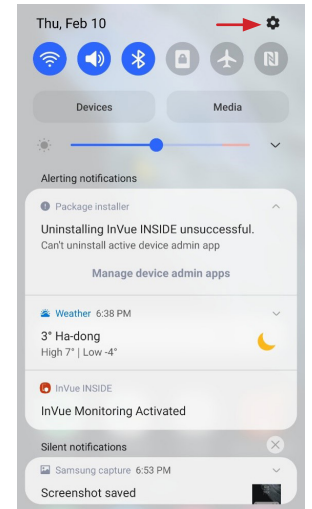 Thu, Feb 10
Devices
Media
Alerting notifications
Package installer
Uninstalling InVue INSIDE unsuccessful.
Can't uninstall active device admin app
Manage device admin apps
Weather 6:38 PM
3° Ha-dong
High 7° | Low -4°
InVue INSIDE
InVue Monitoring Activated
Silent notifications
Samsung capture 6:53 PM
Screenshot saved